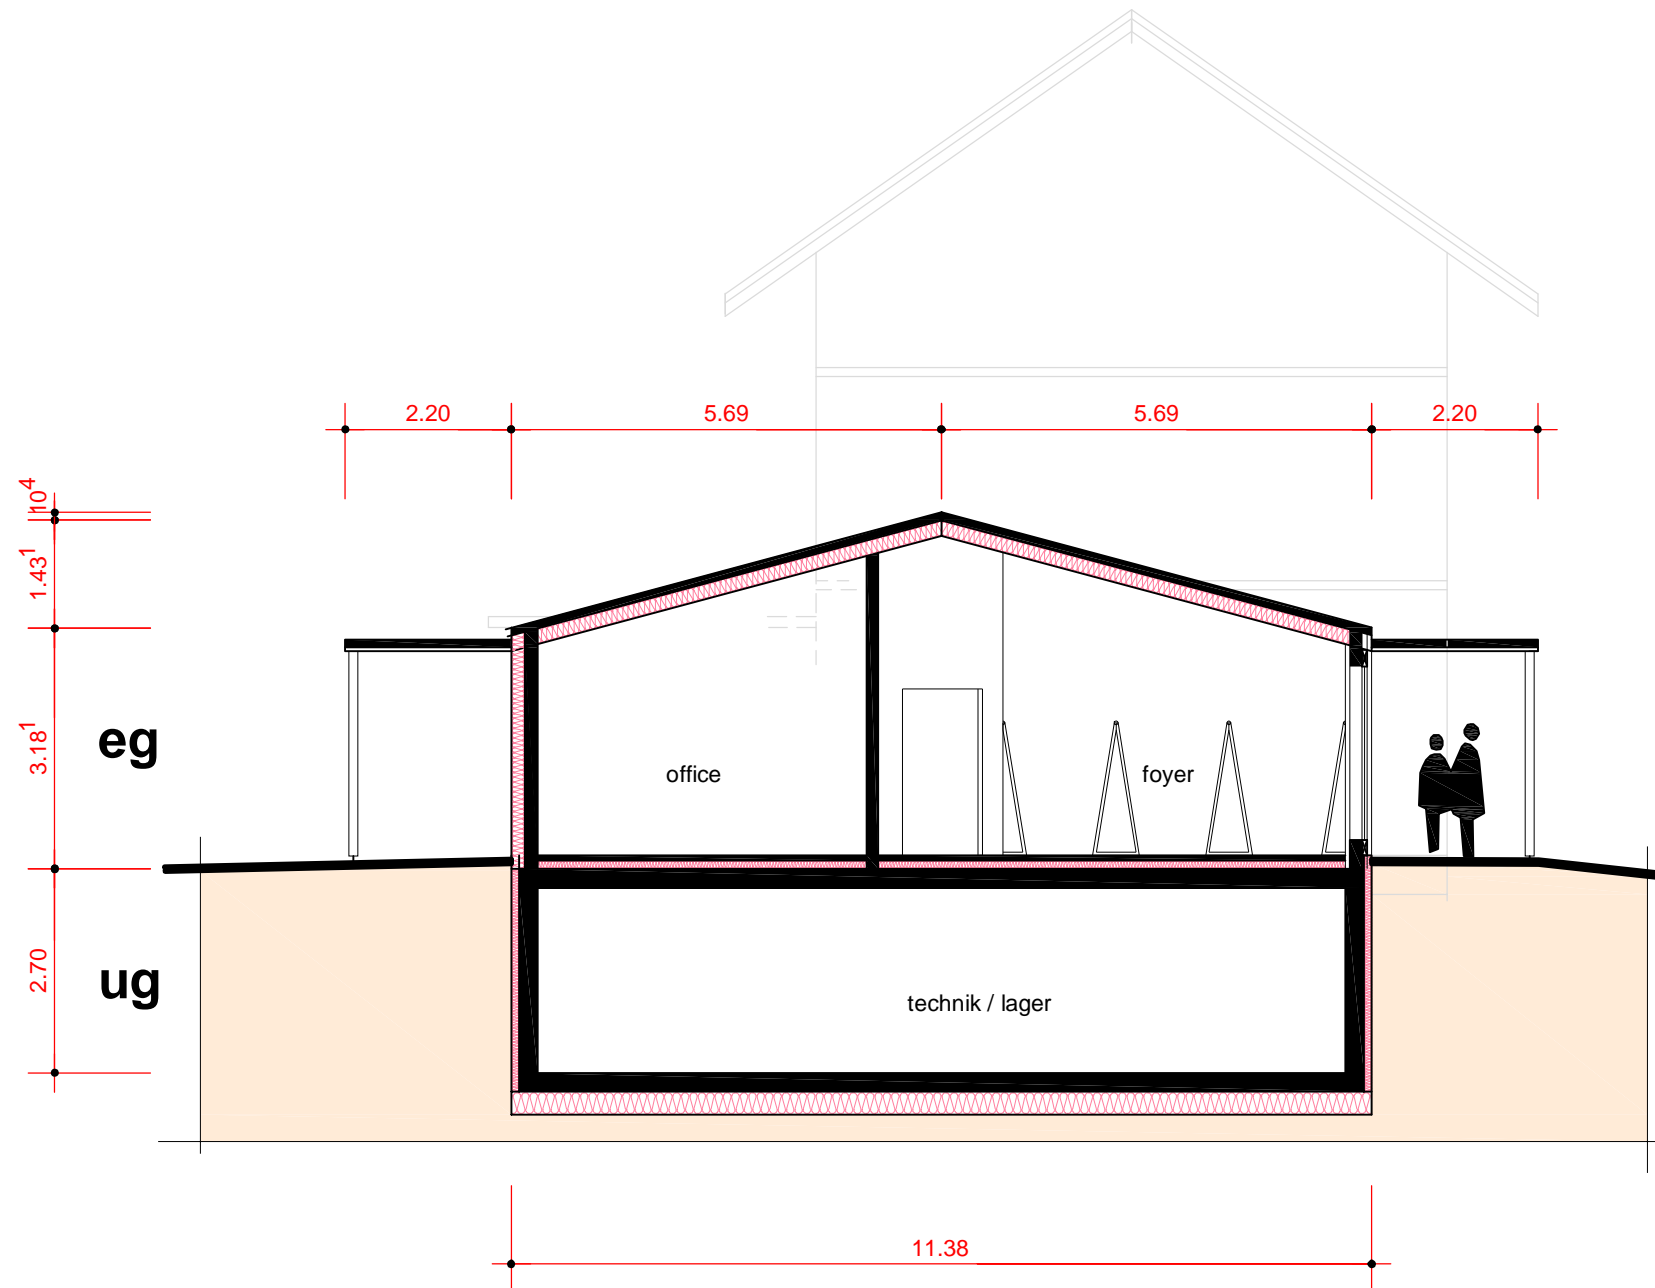 2.20 5.69 5.69 2.20
10⁴
1.43¹
3.18¹
eg
office
foyer
2.70
ug
technik / lager
11.38